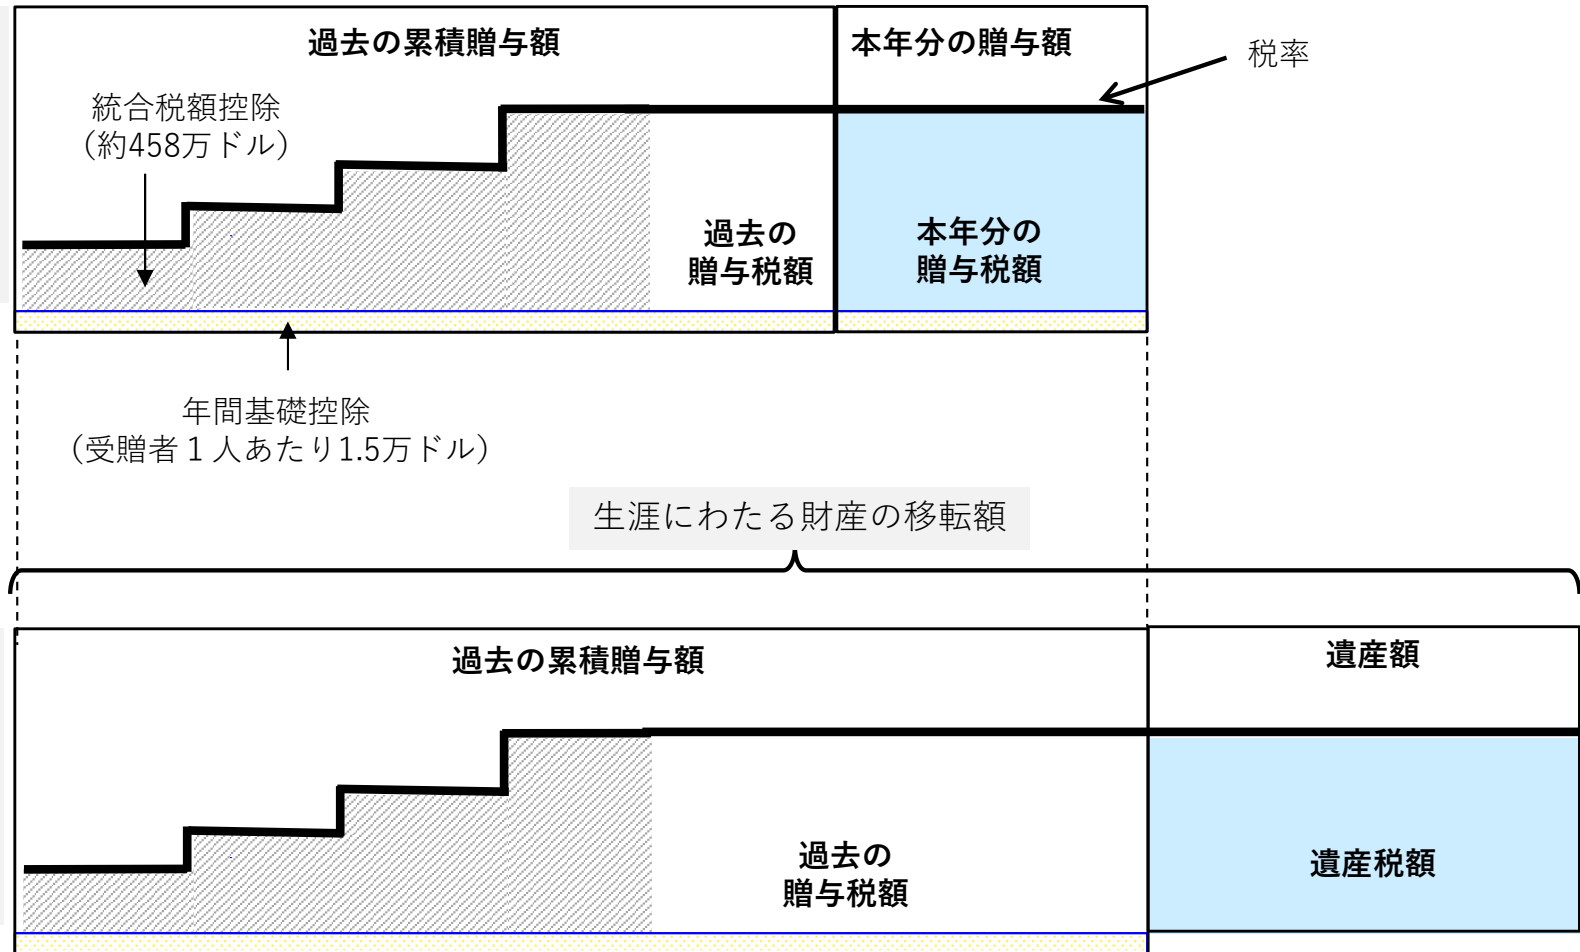 過去の累積贈与額
本年分の贈与額
税率
統合税額控除
（約458万ドル）
過去の
贈与税額
本年分の
贈与税額
年間基礎控除
（受贈者１人あたり1.5万ドル）
生涯にわたる財産の移転額
過去の累積贈与額
遺産額
過去の
贈与税額
遺産税額